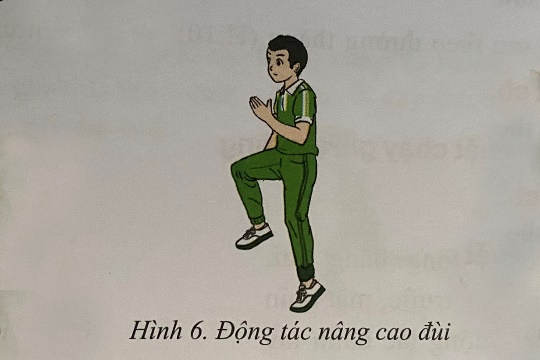 Hình 6. Động tác nâng cao đùi